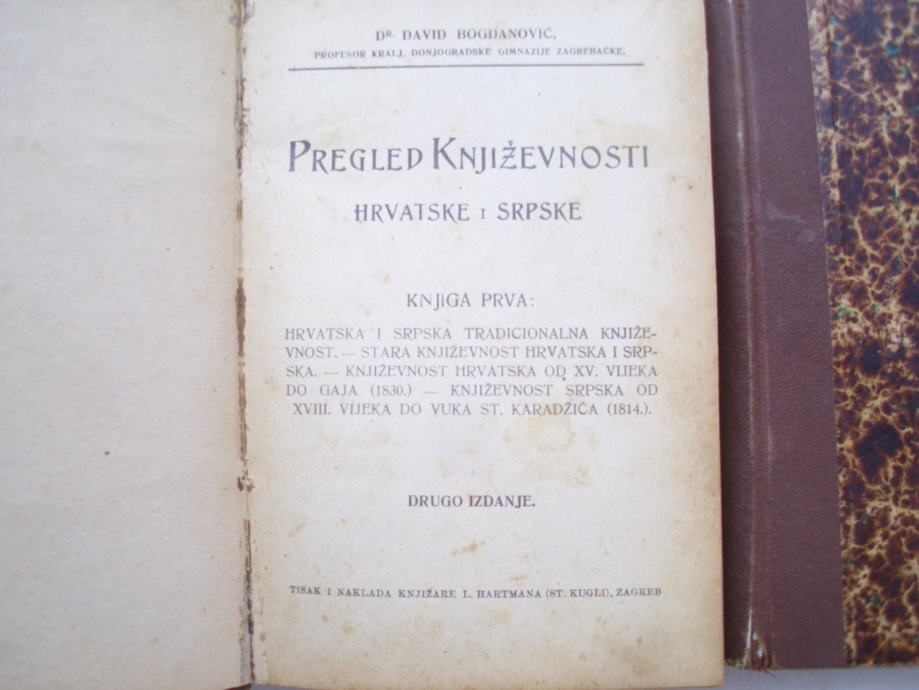 DR. DAVID BOGDANOVIĆ,
PROFESOR KRALJ. DONJOGRADSKE GIMNAZIJE ZAGREBAČKE.
PREGLED KNJIŽEVNOSTI
HRVATSKE I SRPSKE
KNJIGA PRVA:
HRVATSKA I SRPSKA TRADICIONALNA KNJIŽE-
VNOST. — STARA KNJIŽEVNOST HRVATSKA I SRP-
SKA. — KNJIŽEVNOST HRVATSKA OD XV. VIJEKA
DO GAJA (1830.) — KNJIŽEVNOST SRPSKA OD
XVIII. VIJEKA DO VUKA ST. KARADŽIĆA (1814.).
DRUGO IZDANJE.
TISAK I NAKLADA KNJIŽARE L. HARTMANA (ST. KUGLI), ZAGREB